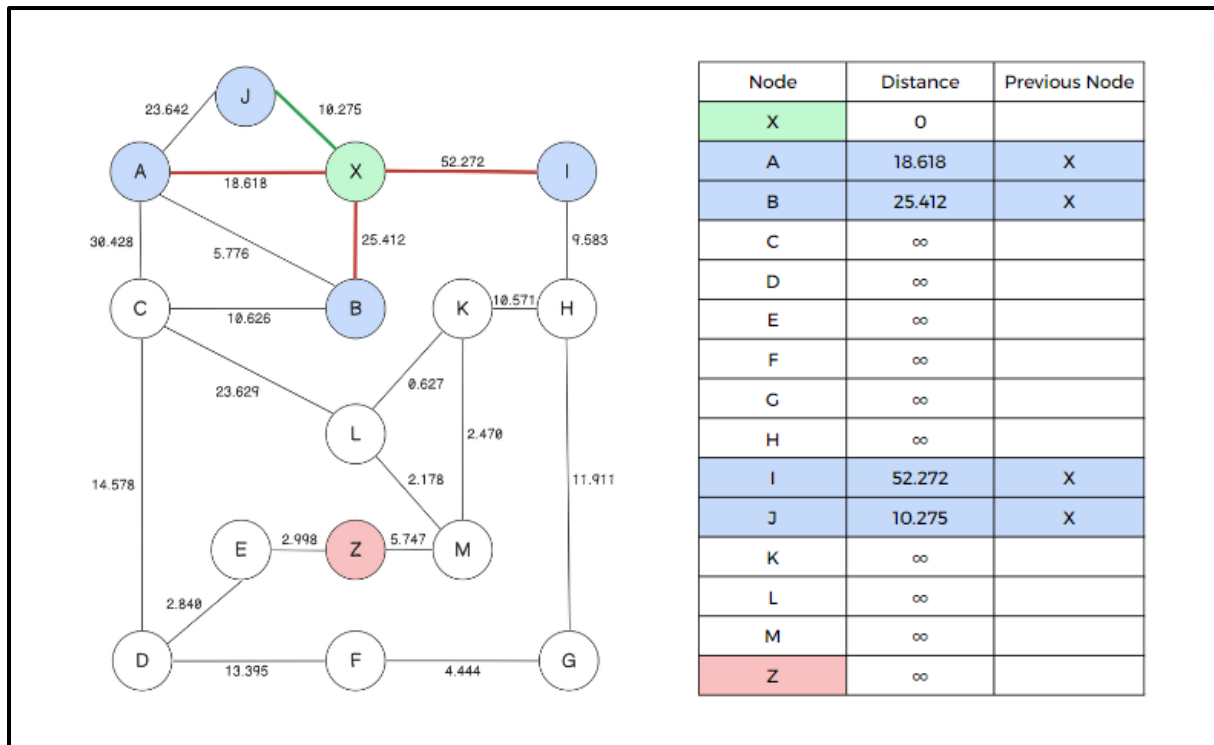 J
23.642
10.275
A
X
52.272
I
18.618
30.428
5.776
25.412
9.583
C
10.626
B
K
10.571
H
23.629
0.627
L
2.470
14.578
2.178
11.911
E
2.998
Z
5.747
M
2.840
D
13.395
F
4.444
G
Node Distance Previous Node
X 0
A 18.618 X
B 25.412 X
C ∞
D ∞
E ∞
F ∞
G ∞
H ∞
I 52.272 X
J 10.275 X
K ∞
L ∞
M ∞
Z ∞